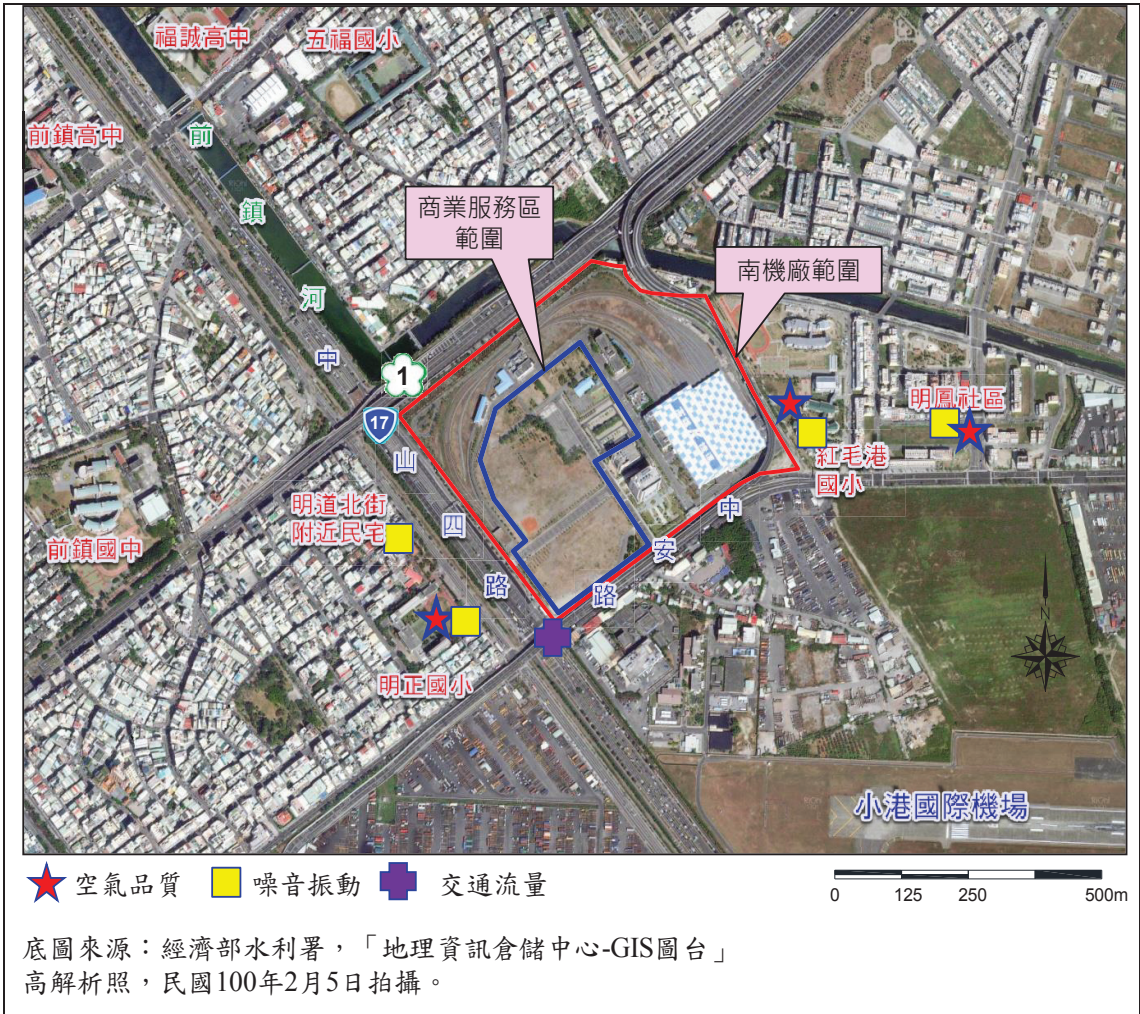 福誠高中
五福國小
前鎮高中
前
鎮
河
商業服務區
範圍
南機廠範圍
中
1
17
山
四
路
明鳳社區
紅毛港
國小
明道北街
附近民宅
前鎮國中
中
安
路
明正國小
N
小港國際機場
空氣品質
噪音振動
交通流量
0 125 250 500m
底圖來源：經濟部水利署，「地理資訊倉儲中心-GIS圖台」
高解析照，民國100年2月5日拍攝。